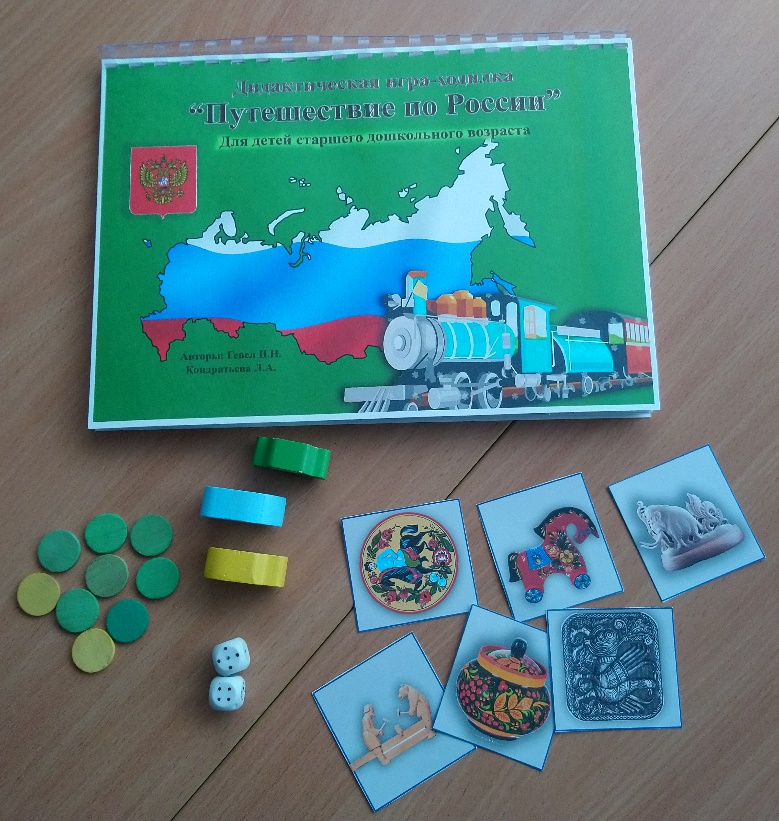 Дидактическая игра-ходилка
“Путешествие по России”
Для детей старшего дошкольного возраста
Авторы: Гевел Н.Н.
Кондратьева Л.А.